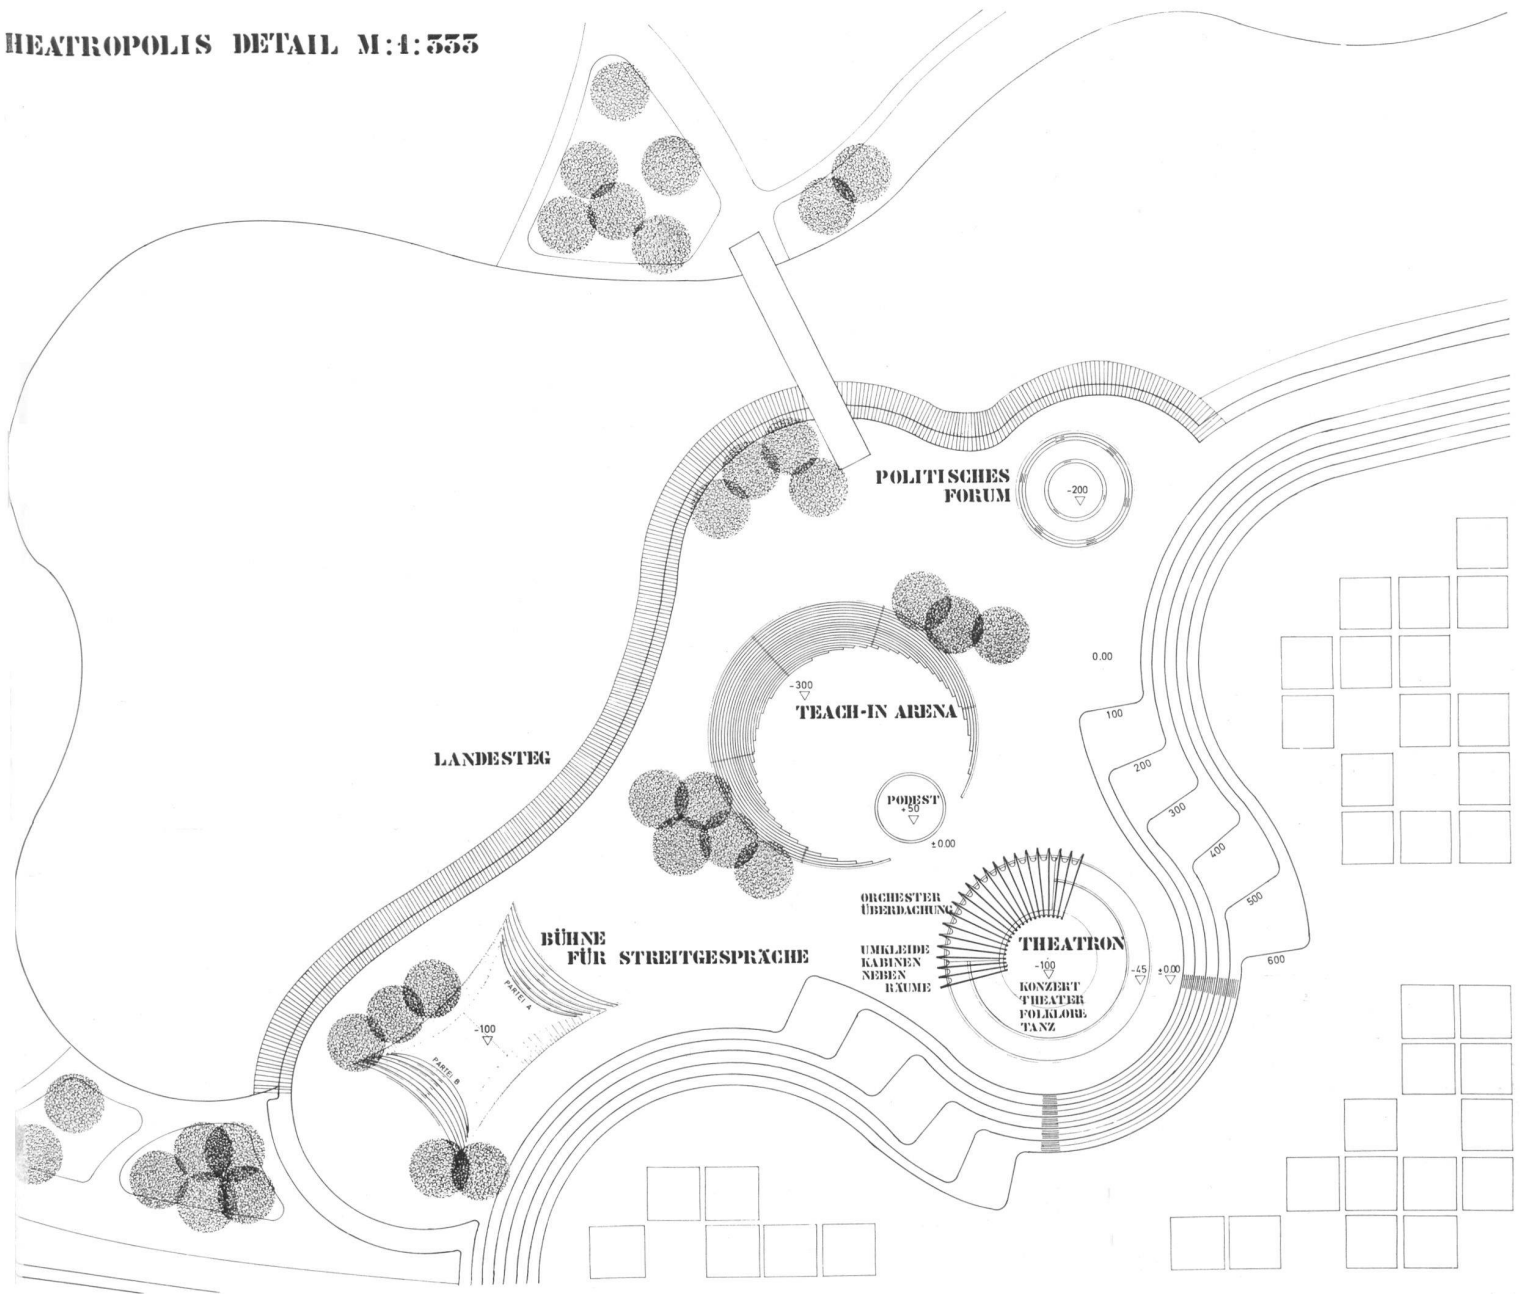 HEATROPOLIS DETAIL M:1:333
POLITISCHES
FORUM
-200
0.00
-300
TEACH-IN ARENA
100
200
300
400
500
600
LANDESTEG
PODEST
+50
±0.00
ORCHESTER
ÜBERDACHUNG
UMKLEIDE
KABINEN
NEBEN
RÄUME
THEATRON
-100
-45
±0.00
KONZERT
THEATER
FOLKLORE
TANZ
BÜHNE
FÜR STREITGESPRÄCHE
PARTEI A
-100
PARTEI B